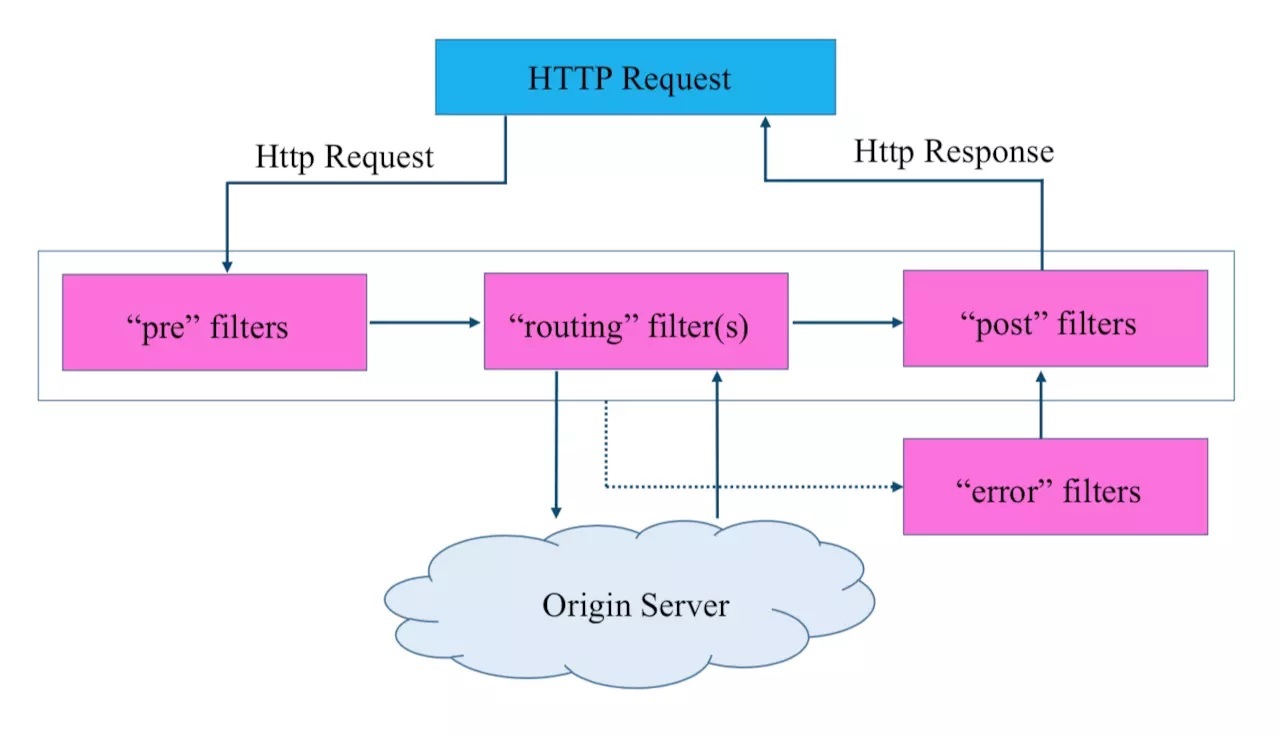 HTTP Request
Http Request
Http Response
“pre” filters
“routing” filter(s)
“post” filters
“error” filters
Origin Server